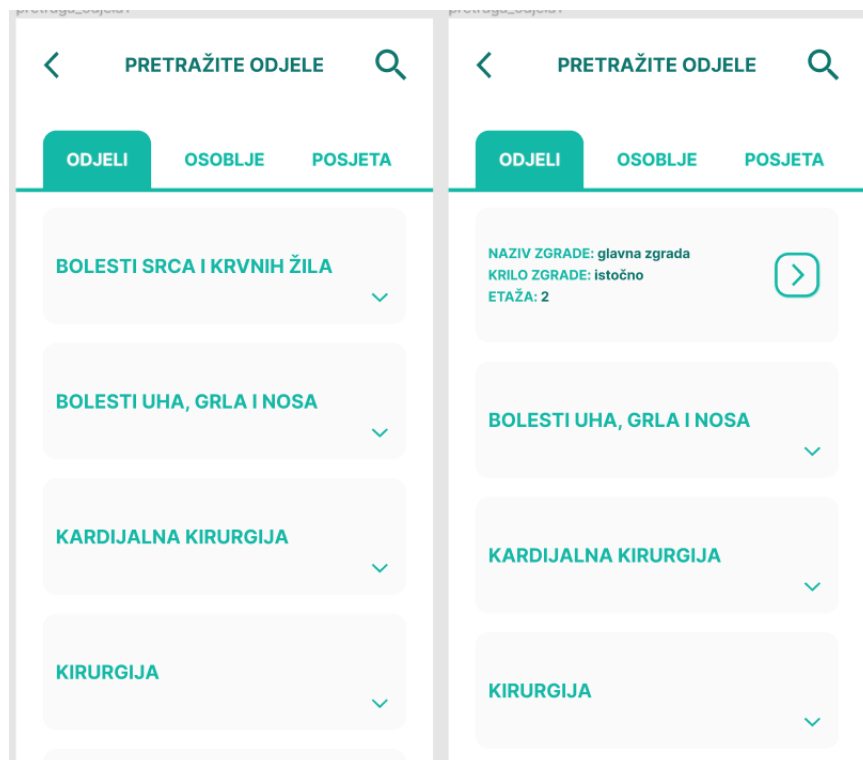 PRETRAŽITE ODJELE
ODJELI OSOBLJE POSJETA
BOLESTI SRCA I KRVNIH ŽILA
BOLESTI UHA, GRLA I NOSA
KARDIJALNA KIRURGIJA
KIRURGIJA
PRETRAŽITE ODJELE
ODJELI OSOBLJE POSJETA
NAZIV ZGRADE: glavna zgrada
KRILO ZGRADE: istočno
ETAŽA: 2
BOLESTI UHA, GRLA I NOSA
KARDIJALNA KIRURGIJA
KIRURGIJA